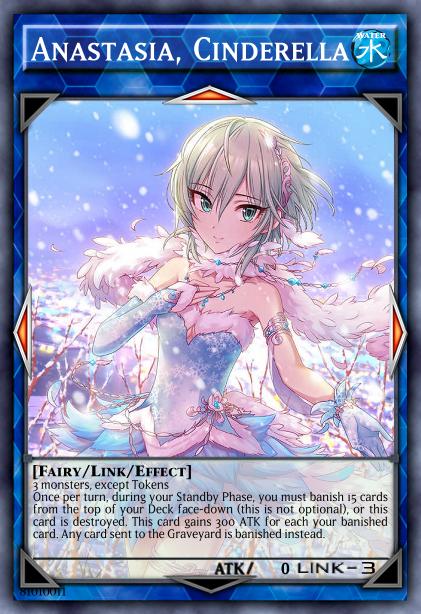 ANASTASIA, CINDERELLA
WATER
水
[FAIRY/LINK/EFFECT]
3 monsters, except Tokens
Once per turn, during your Standby Phase, you must banish 15 cards
from the top of your Deck face-down (this is not optional), or this
card is destroyed. This card gains 300 ATK for each your banished
card. Any card sent to the Graveyard is banished instead.
ATK/ 0 LINK-3
81010011